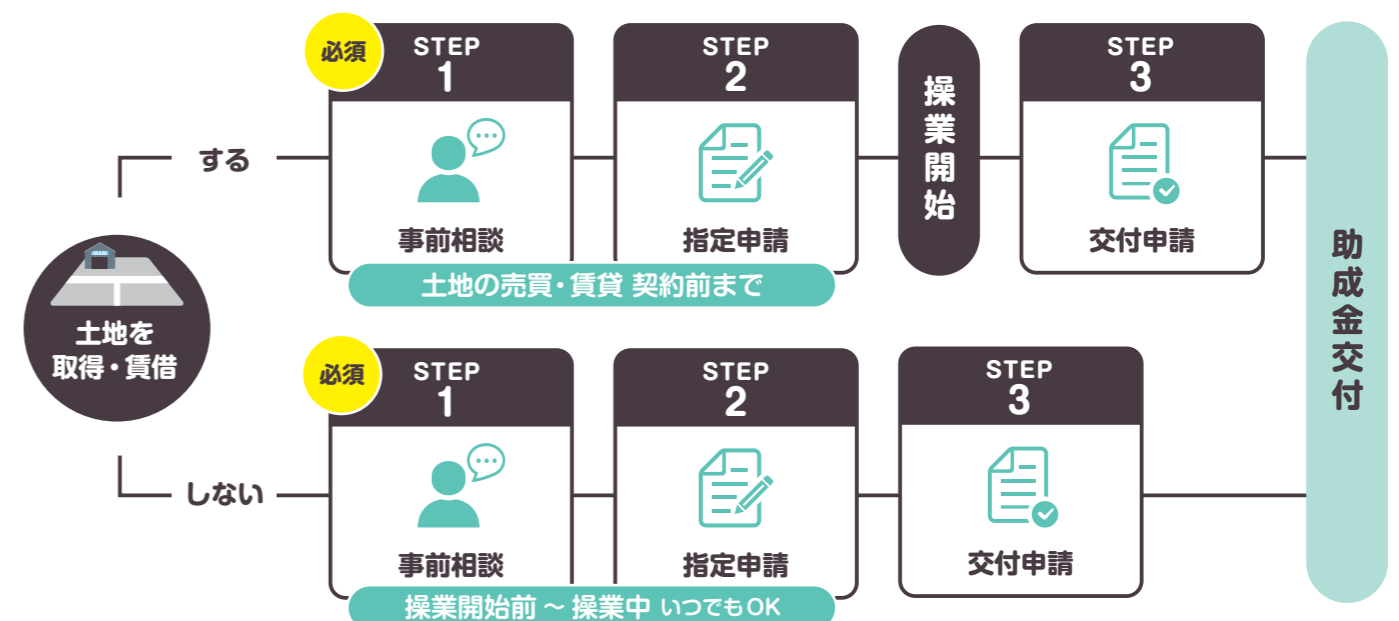 土地を
取得・賃借
する
必須
STEP
1
事前相談
STEP
2
指定申請
土地の売買・賃貸 契約前まで
操業開始
STEP
3
交付申請
しない
必須
STEP
1
事前相談
STEP
2
指定申請
操業開始前 ～ 操業中 いつでもOK
STEP
3
交付申請
助成金交付